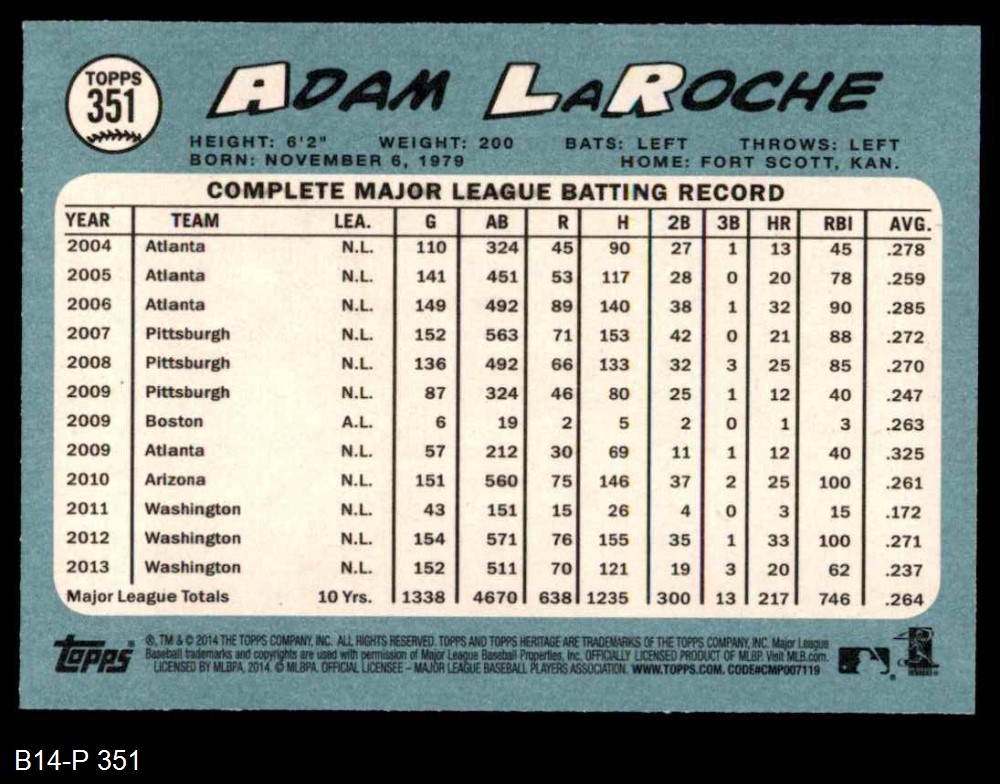 TOPPS
351
ADAM LAROCHE
HEIGHT: 6'2" WEIGHT: 200 BATS: LEFT THROWS: LEFT
BORN: NOVEMBER 6, 1979 HOME: FORT SCOTT, KAN.
COMPLETE MAJOR LEAGUE BATTING RECORD
YEAR TEAM LEA. G AB R H 2B 3B HR RBI AVG.
2004 Atlanta N.L. 110 324 45 90 27 1 13 45 .278
2005 Atlanta N.L. 141 451 53 117 28 0 20 78 .259
2006 Atlanta N.L. 149 492 89 140 38 1 32 90 .285
2007 Pittsburgh N.L. 152 563 71 153 42 0 21 88 .272
2008 Pittsburgh N.L. 136 492 66 133 32 3 25 85 .270
2009 Pittsburgh N.L. 87 324 46 80 25 1 12 40 .247
2009 Boston A.L. 6 19 2 5 2 0 1 3 .263
2009 Atlanta N.L. 57 212 30 69 11 1 12 40 .325
2010 Arizona N.L. 151 560 75 146 37 2 25 100 .261
2011 Washington N.L. 43 151 15 26 4 0 3 15 .172
2012 Washington N.L. 154 571 76 155 35 1 33 100 .271
2013 Washington N.L. 152 511 70 121 19 3 20 62 .237
Major League Totals 10 Yrs. 1338 4670 638 1235 300 13 217 746 .264
Topps
®, TM & © 2014 THE TOPPS COMPANY, INC. ALL RIGHTS RESERVED. TOPPS AND TOPPS HERITAGE ARE TRADEMARKS OF THE TOPPS COMPANY, INC. Major League
Baseball trademarks and copyrights are used with permission of Major League Baseball Properties, Inc. OFFICIALLY LICENSED PRODUCT OF MLBP. Visit MLB.com.
LICENSED BY MLBPA, 2014. © MLBPA. OFFICIAL LICENSEE – MAJOR LEAGUE BASEBALL PLAYERS ASSOCIATION. WWW.TOPPS.COM. CODE#CMP007119
B14-P 351